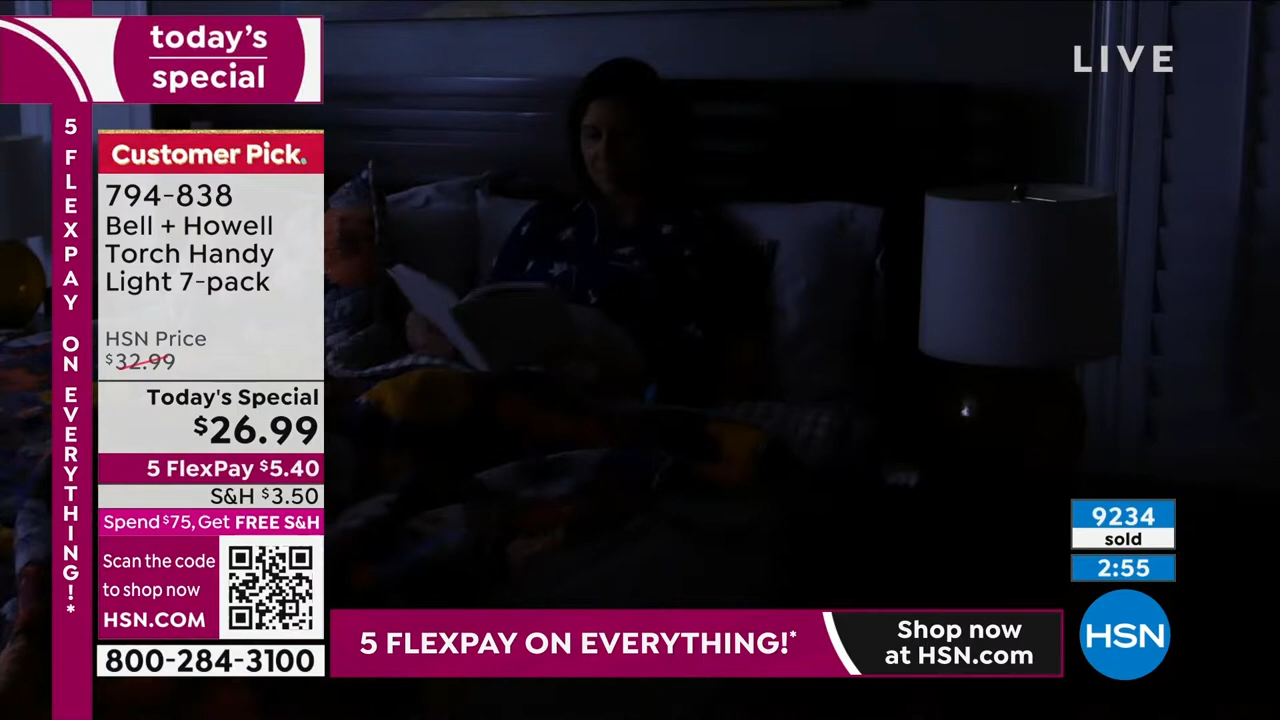 today's
special
LIVE
5 FLEXPAY ON EVERYTHING!*
Customer Pick.
794-838
Bell + Howell
Torch Handy
Light 7-pack
HSN Price
$32.99
Today's Special
$26.99
5 FlexPay $5.40
S&H $3.50
Spend $75, Get FREE S&H
Scan the code
to shop now
HSN.COM
800-284-3100
5 FLEXPAY ON EVERYTHING!*
Shop now
at HSN.com
9234
sold
2:55
HSN